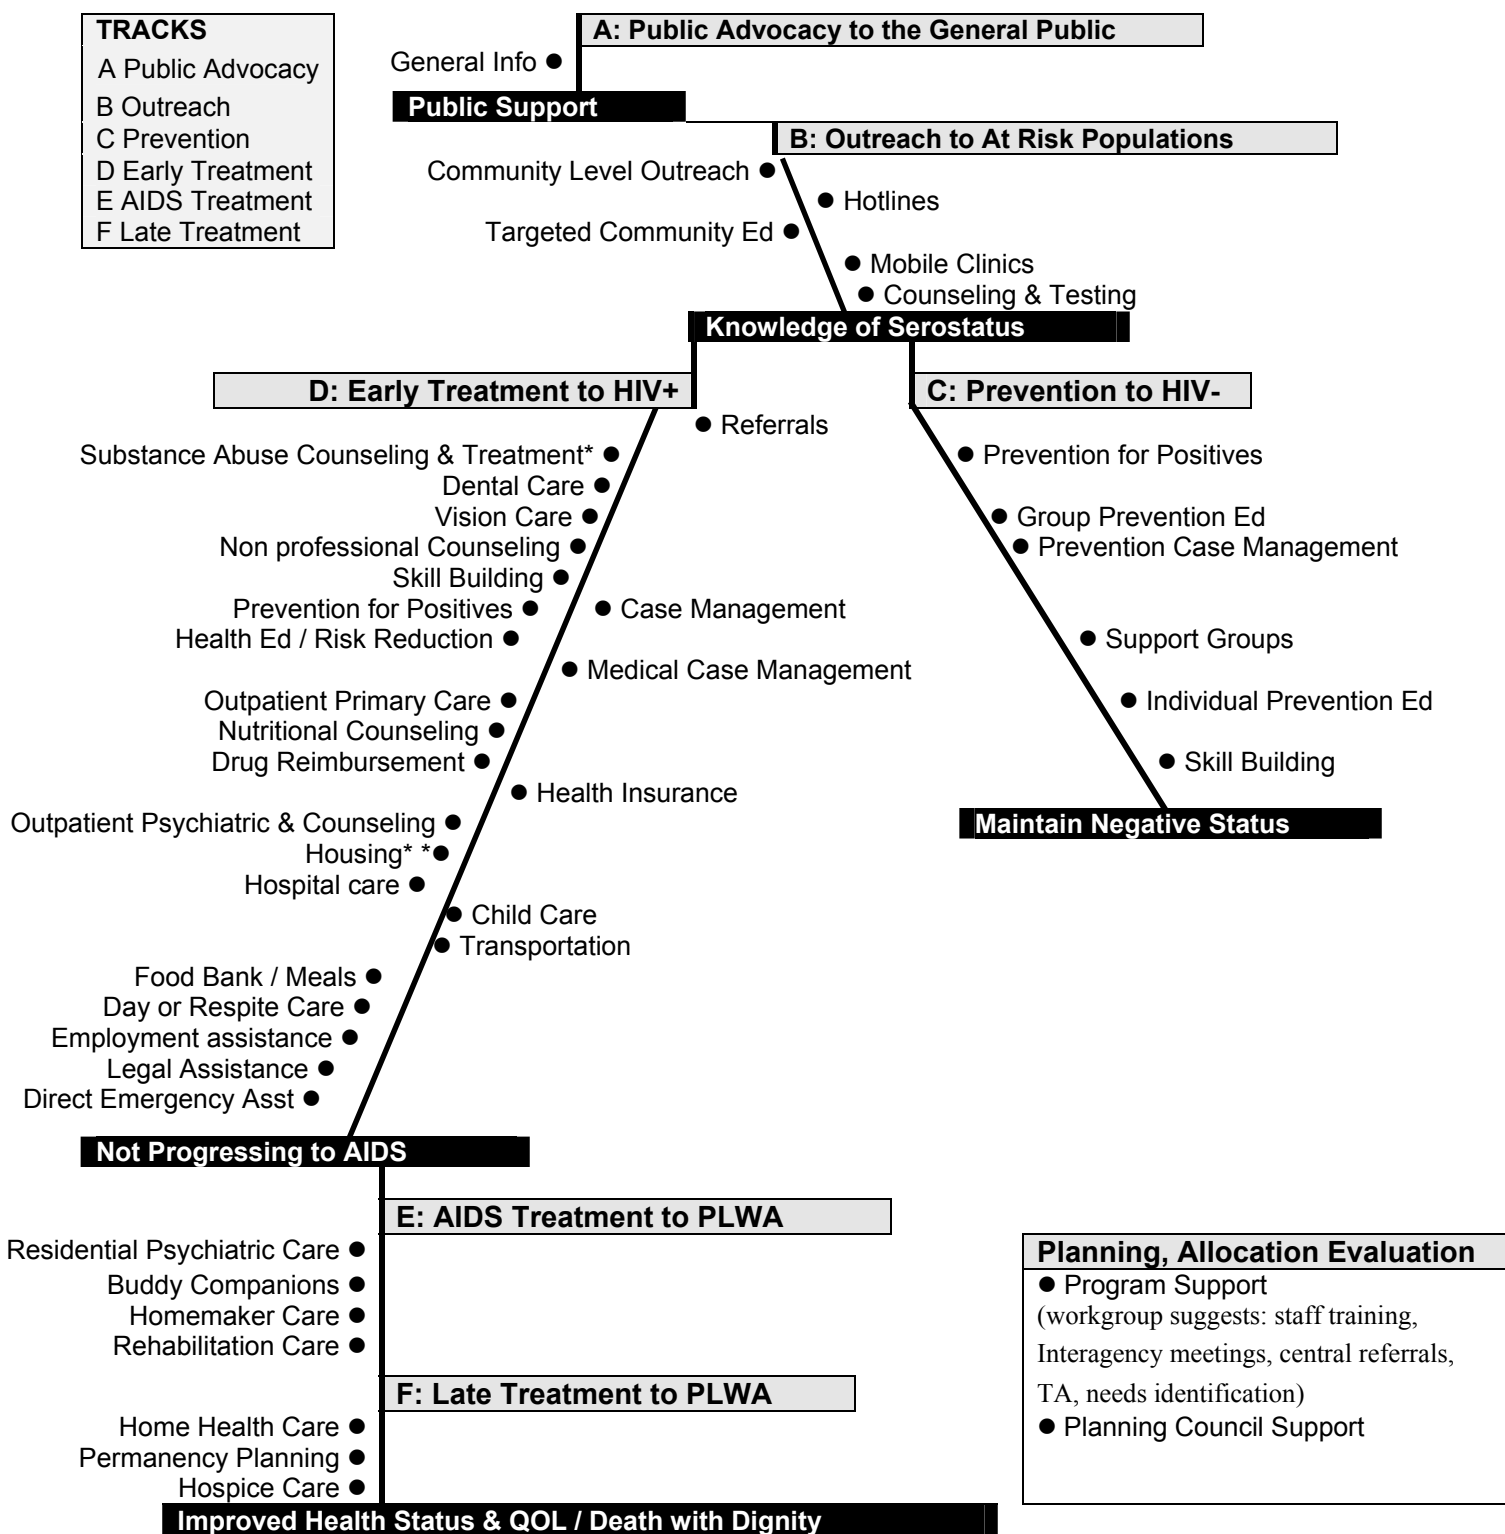 TRACKS
A Public Advocacy
B Outreach
C Prevention
D Early Treatment
E AIDS Treatment
F Late Treatment
A: Public Advocacy to the General Public
General Info ●
Public Support
B: Outreach to At Risk Populations
Community Level Outreach ●
● Hotlines
Targeted Community Ed ●
● Mobile Clinics
● Counseling & Testing
Knowledge of Serostatus
D: Early Treatment to HIV+
● Referrals
Substance Abuse Counseling & Treatment* ●
Dental Care ●
Vision Care ●
Non professional Counseling ●
Skill Building ●
Prevention for Positives ●
● Case Management
Health Ed / Risk Reduction ●
● Medical Case Management
Outpatient Primary Care ●
Nutritional Counseling ●
Drug Reimbursement ●
● Health Insurance
Outpatient Psychiatric & Counseling ●
Housing* *●
Hospital care ●
● Child Care
● Transportation
Food Bank / Meals ●
Day or Respite Care ●
Employment assistance ●
Legal Assistance ●
Direct Emergency Asst ●
Not Progressing to AIDS
C: Prevention to HIV-
● Prevention for Positives
● Group Prevention Ed
● Prevention Case Management
● Support Groups
● Individual Prevention Ed
● Skill Building
Maintain Negative Status
E: AIDS Treatment to PLWA
Residential Psychiatric Care ●
Buddy Companions ●
Homemaker Care ●
Rehabilitation Care ●
F: Late Treatment to PLWA
Home Health Care ●
Permanency Planning ●
Hospice Care ●
Improved Health Status & QOL / Death with Dignity
Planning, Allocation Evaluation
● Program Support
(workgroup suggests: staff training,
Interagency meetings, central referrals,
TA, needs identification)
● Planning Council Support